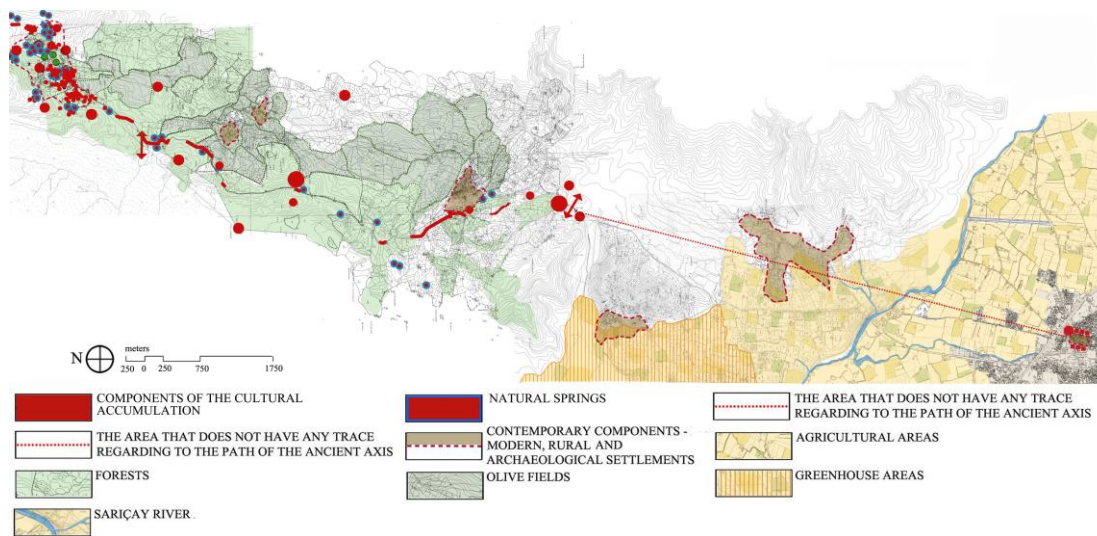 meters
N
250 0 250 750 1750
COMPONENTS OF THE CULTURAL
ACCUMULATION
THE AREA THAT DOES NOT HAVE ANY TRACE
REGARDING TO THE PATH OF THE ANCIENT AXIS
FORESTS
SARIÇAY RIVER
NATURAL SPRINGS
CONTEMPORARY COMPONENTS -
MODERN, RURAL AND
ARCHAEOLOGICAL SETTLEMENTS
OLIVE FIELDS
THE AREA THAT DOES NOT HAVE ANY TRACE
REGARDING TO THE PATH OF THE ANCIENT AXIS
AGRICULTURAL AREAS
GREENHOUSE AREAS